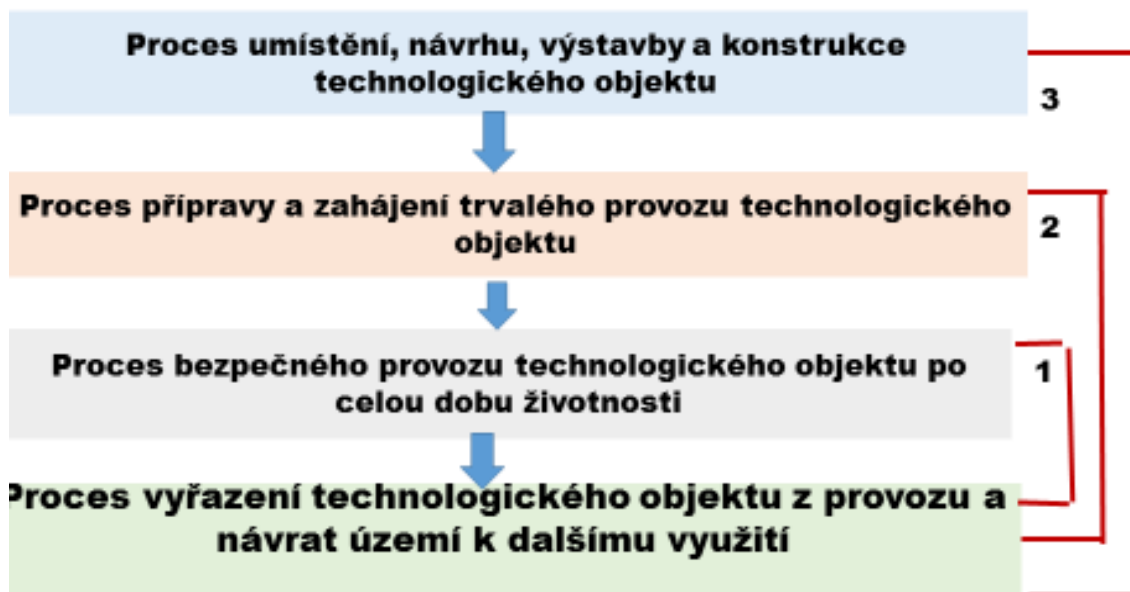 Proces umístění, návrhu, výstavby a konstrukce
technologického objektu
3
Proces přípravy a zahájení trvalého provozu technologického
objektu
2
Proces bezpečného provozu technologického objektu po
celou dobu životnosti
1
Proces vyřazení technologického objektu z provozu a
návrat území k dalšímu využití